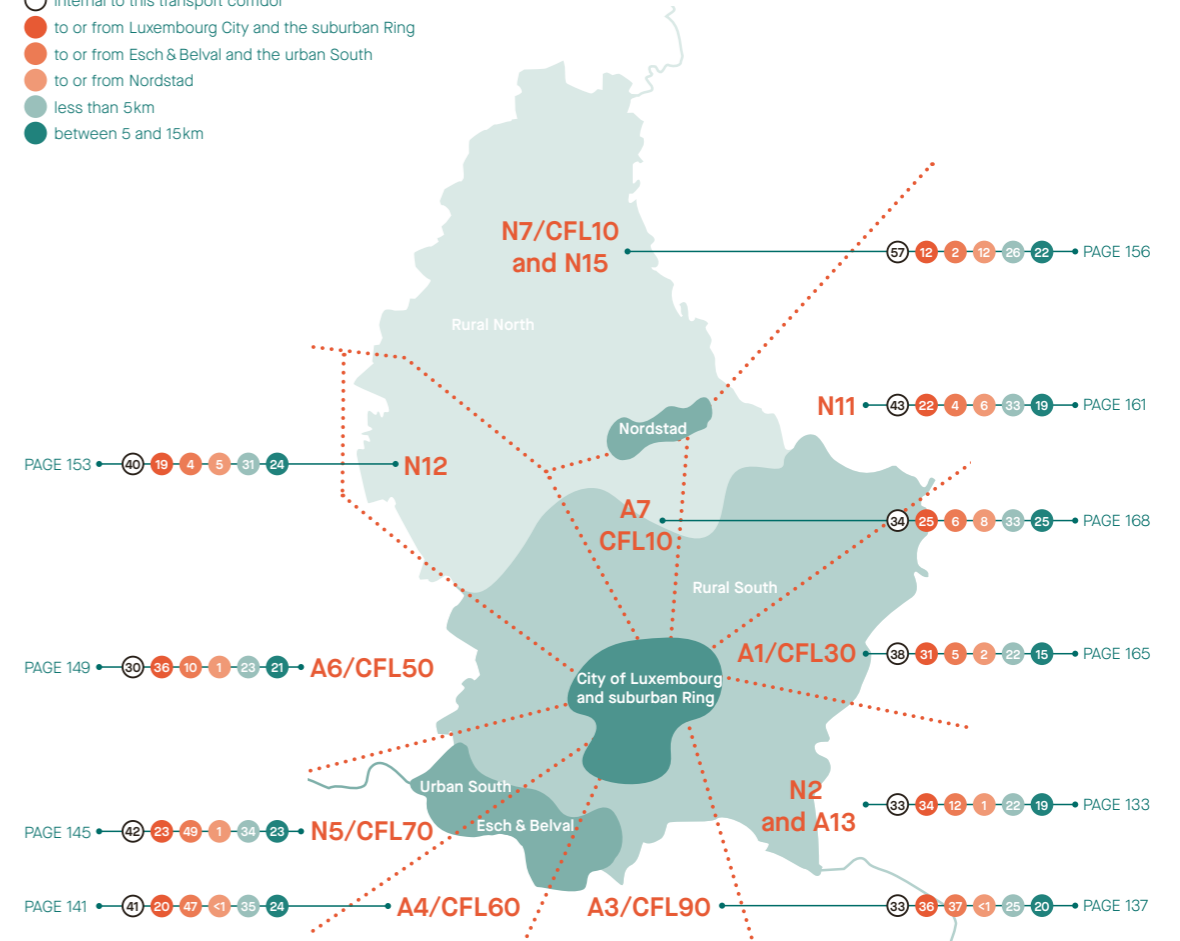 internal to this transport corridor
to or from Luxembourg City and the suburban Ring
to or from Esch & Belval and the urban South
to or from Nordstad
less than 5km
between 5 and 15km
N7/CFL10
and N15
57 12 2 12 26 22 PAGE 156
Rural North
N11 43 22 4 6 33 19 PAGE 161
Nordstad
PAGE 153 40 19 4 5 31 24 N12
A7
CFL10
34 25 6 8 33 25 PAGE 168
Rural South
A1/CFL30 38 31 5 2 22 15 PAGE 165
PAGE 149 30 36 10 1 23 21 A6/CFL50
City of Luxembourg
and suburban Ring
Urban South
N2
and A13
33 34 12 1 22 19 PAGE 133
Esch & Belval
PAGE 145 42 23 49 1 34 23 N5/CFL70
PAGE 141 41 20 47 <1 35 24 A4/CFL60
A3/CFL90 33 36 37 <1 25 20 PAGE 137